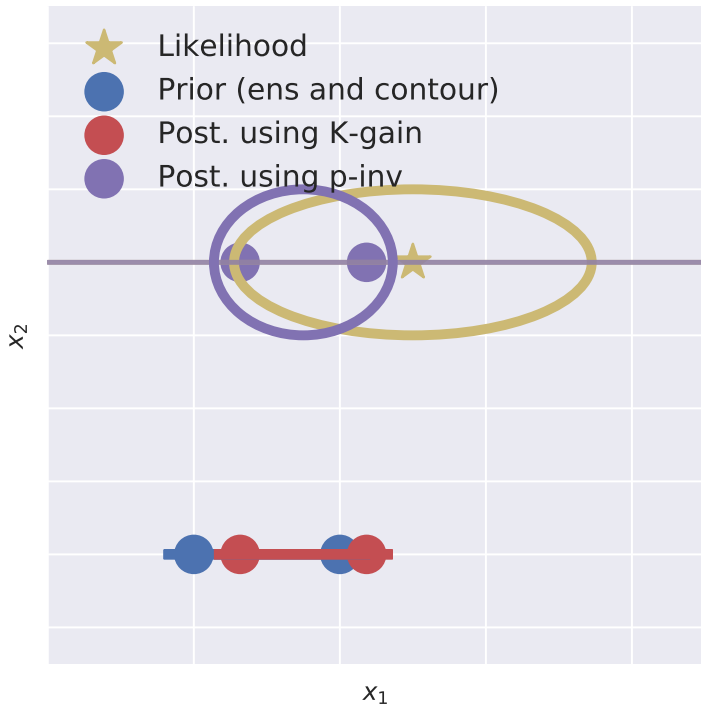 Likelihood
Prior (ens and contour)
Post. using K-gain
Post. using p-inv
x₂
x₁